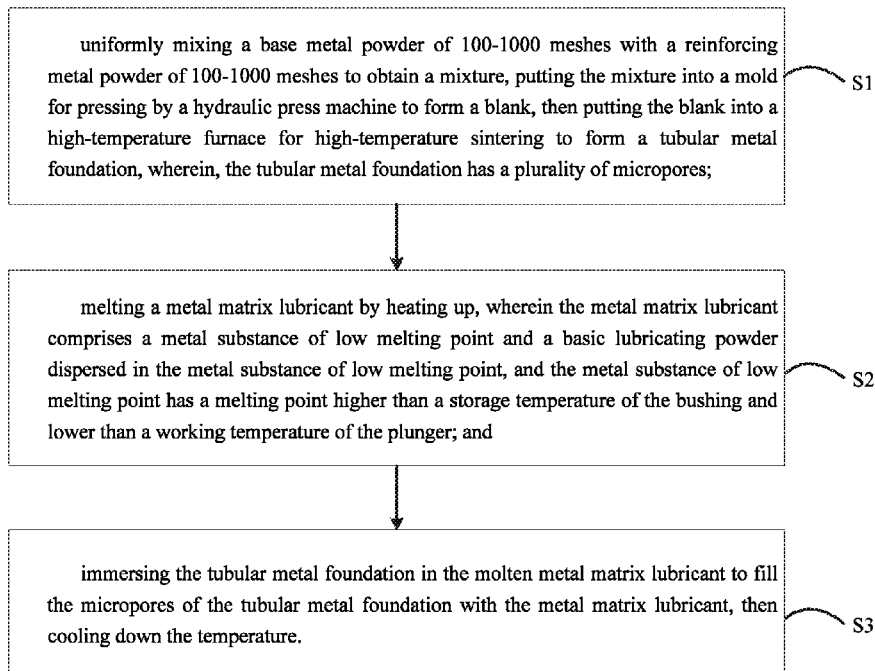 uniformly mixing a base metal powder of 100-1000 meshes with a reinforcing
metal powder of 100-1000 meshes to obtain a mixture, putting the mixture into a mold
for pressing by a hydraulic press machine to form a blank, then putting the blank into a
high-temperature furnace for high-temperature sintering to form a tubular metal
foundation, wherein, the tubular metal foundation has a plurality of micropores;
S1
melting a metal matrix lubricant by heating up, wherein the metal matrix lubricant
comprises a metal substance of low melting point and a basic lubricating powder
dispersed in the metal substance of low melting point, and the metal substance of low
melting point has a melting point higher than a storage temperature of the bushing and
lower than a working temperature of the plunger; and
S2
immersing the tubular metal foundation in the molten metal matrix lubricant to fill
the micropores of the tubular metal foundation with the metal matrix lubricant, then
cooling down the temperature.
S3